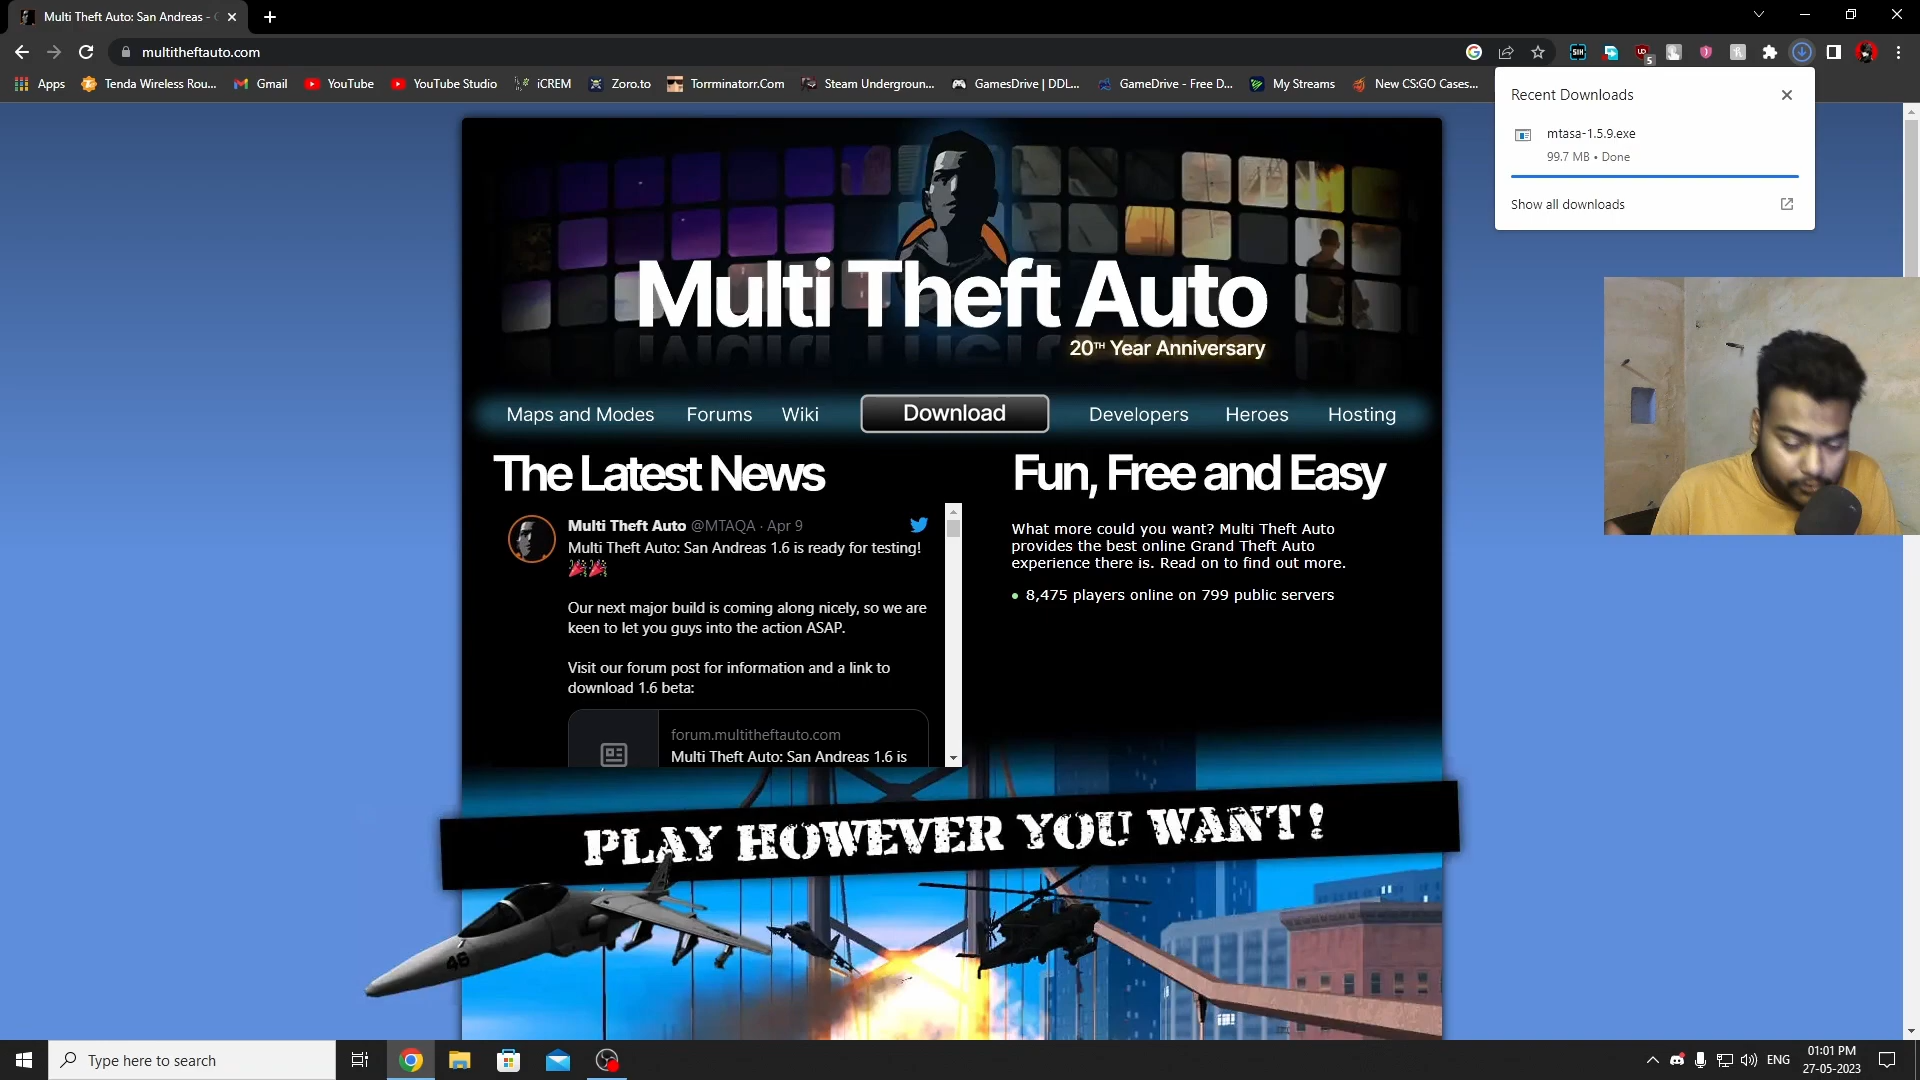 Multi Theft Auto: San Andreas -
multitheftauto.com
5
Apps
Tenda Wireless Rou...
Gmail
YouTube
YouTube Studio
iCREM
Zoro.to
Torrminatorr.Com
Steam Undergroun...
GamesDrive | DDL...
GameDrive - Free D...
My Streams
New CS:GO Cases...
Recent Downloads
mtasa-1.5.9.exe
99.7 MB • Done
Show all downloads
Multi Theft Auto
20TH Year Anniversary
Maps and Modes
Forums
Wiki
Download
Developers
Heroes
Hosting
The Latest News
Multi Theft Auto @MTAQA · Apr 9
Multi Theft Auto: San Andreas 1.6 is ready for testing!
Our next major build is coming along nicely, so we are
keen to let you guys into the action ASAP.
Visit our forum post for information and a link to
download 1.6 beta:
forum.multitheftauto.com
Multi Theft Auto: San Andreas 1.6 is
Fun, Free and Easy
What more could you want? Multi Theft Auto
provides the best online Grand Theft Auto
experience there is. Read on to find out more.
8,475 players online on 799 public servers
PLAY HOWEVER YOU WANT!
46
Type here to search
ENG
01:01 PM
27-05-2023